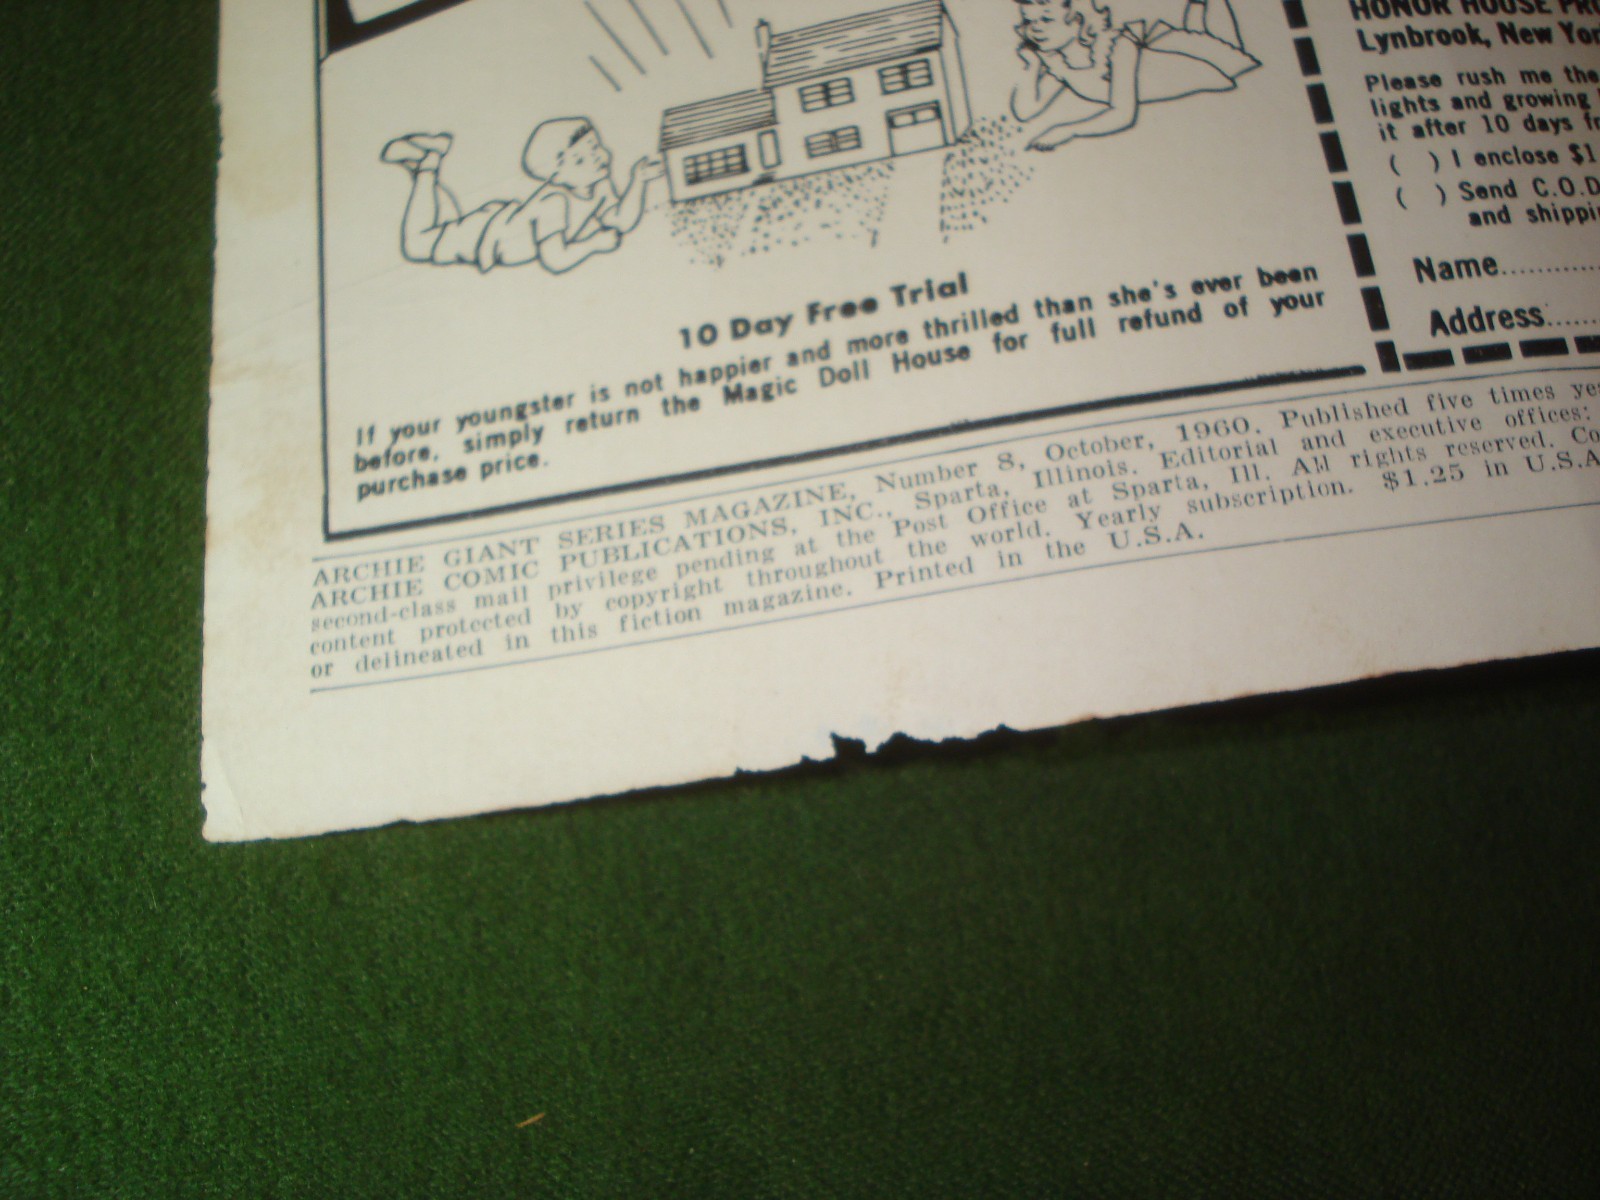 HONOR HOUSE
Lynbrook, New
Please rush me the
lights and growing
it after 10 days
( ) I enclose $1
( ) Send C.O.D
and
Name
Address
10 Day Free Trial
If your youngster is not happier and more thrilled than she's ever been
before, simply return the Magic Doll House for full refund of your
purchase price.
ARCHIE GIANT SERIES MAGAZINE, Number 8, October, 1960. Published five times
ARCHIE COMIC PUBLICATIONS, INC., Sparta, Illinois. Editorial and executive offices:
second-class mail privilege pending at the Post Office at Sparta, Ill. All rights reserved.
content protected by copyright throughout the world. Yearly subscription. $1.25 in U.S.A
or delineated in this fiction magazine. Printed in the U.S.A.